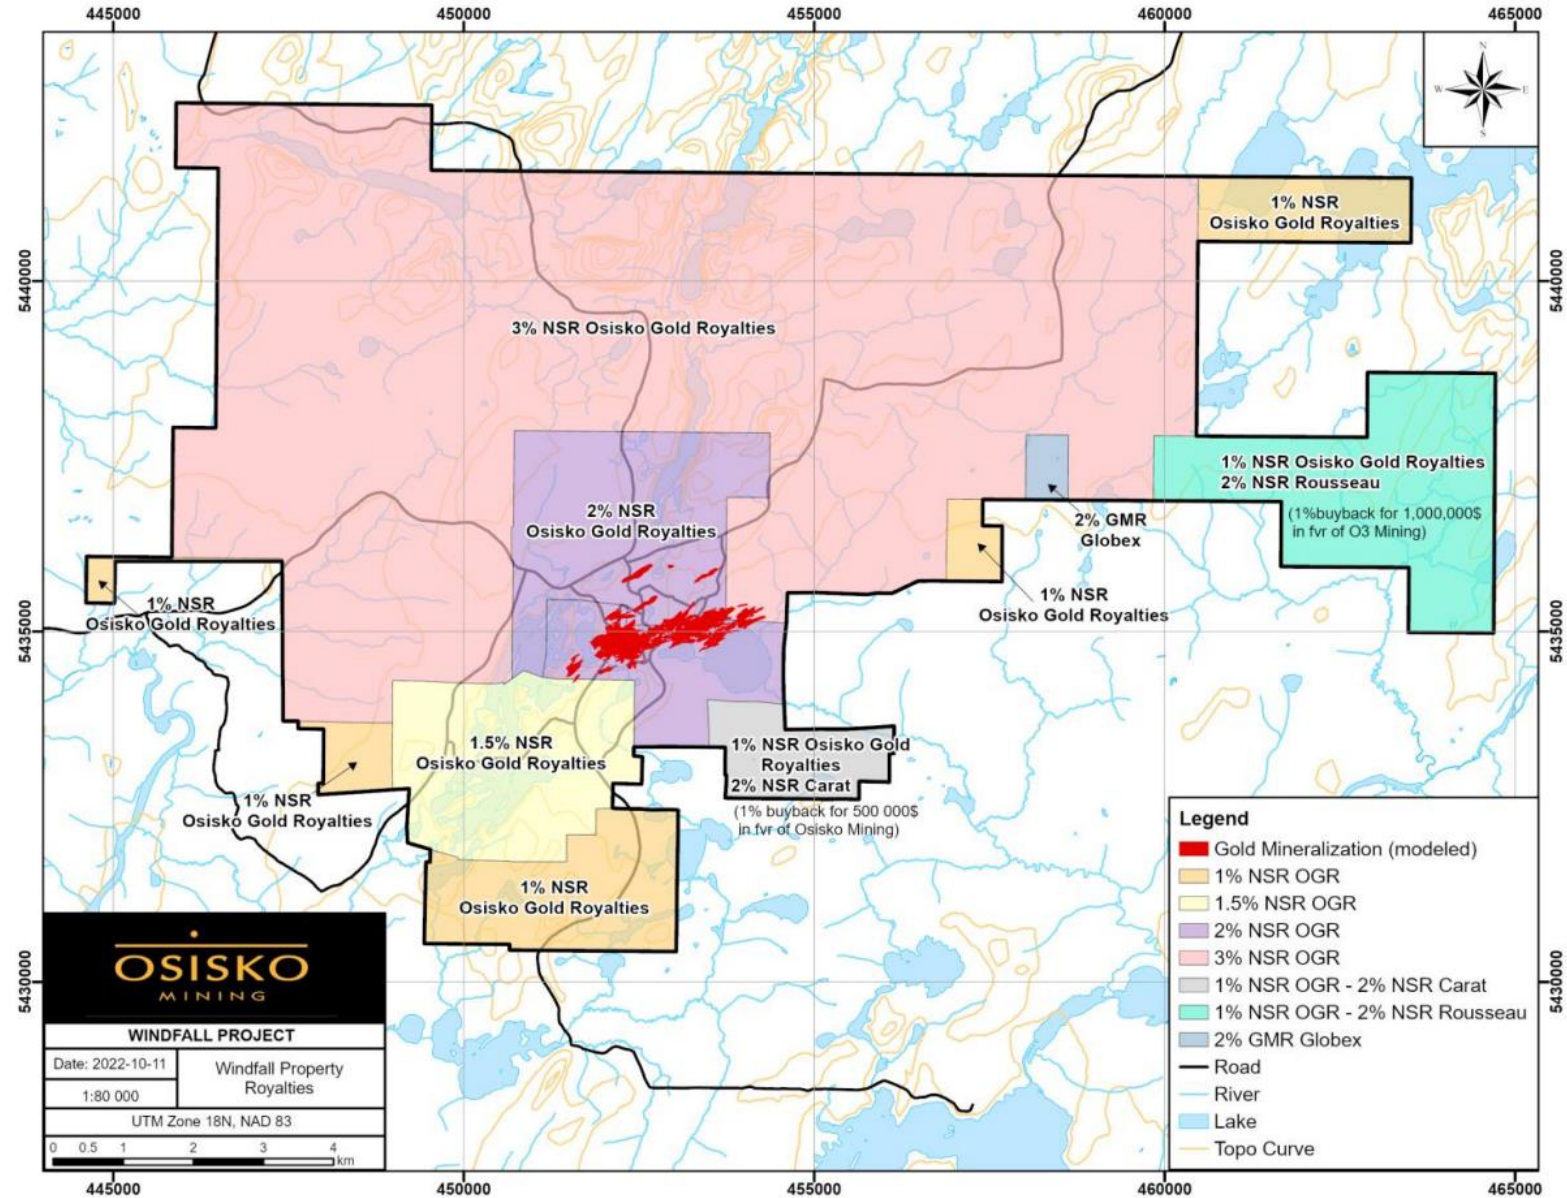 445000
450000
455000
460000
465000
N
W
E
S
1% NSR
Osisko Gold Royalties
5440000
5440000
3% NSR Osisko Gold Royalties
1% NSR Osisko Gold Royalties
2% NSR Rousseau
(1%buyback for 1,000,000$
in fvr of O3 Mining)
2% NSR
Osisko Gold Royalties
2% GMR
Globex
1% NSR
Osisko Gold Royalties
1% NSR
Osisko Gold Royalties
5435000
5435000
1.5% NSR
Osisko Gold Royalties
1% NSR Osisko Gold
Royalties
2% NSR Carat
(1% buyback for 500 000$
in fvr of Osisko Mining)
1% NSR
Osisko Gold Royalties
1% NSR
Osisko Gold Royalties
5430000
5430000
OSISKO
MINING
WINDFALL PROJECT
Date: 2022-10-11
1:80 000
Windfall Property
Royalties
UTM Zone 18N, NAD 83
0 0.5 1 2 3 4
km
Legend
Gold Mineralization (modeled)
1% NSR OGR
1.5% NSR OGR
2% NSR OGR
3% NSR OGR
1% NSR OGR - 2% NSR Carat
1% NSR OGR - 2% NSR Rousseau
2% GMR Globex
Road
River
Lake
Topo Curve
445000
450000
455000
460000
465000